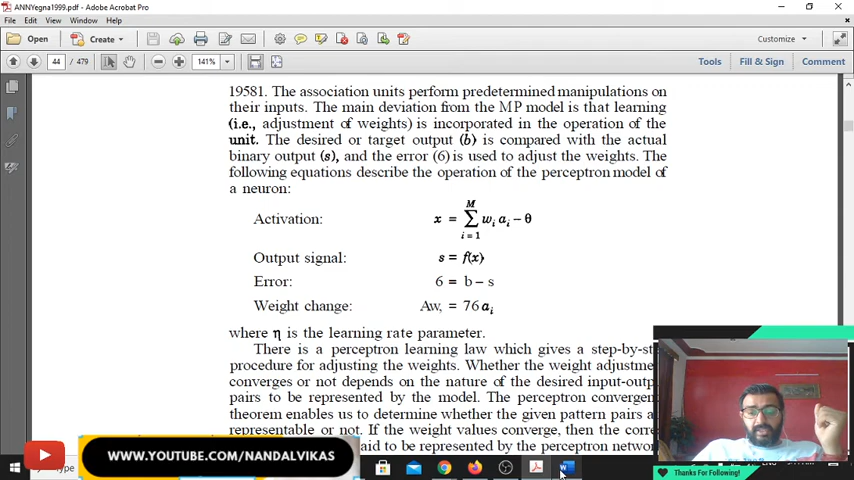 ANNYegna1999.pdf - Adobe Acrobat Pro
File Edit View Window Help
Open Create Customize
44 / 479 141% Tools Fill & Sign Comment
19581. The association units perform predetermined manipulations on
their inputs. The main deviation from the MP model is that learning
(i.e., adjustment of weights) is incorporated in the operation of the
unit. The desired or target output (b) is compared with the actual
binary output (s), and the error (6) is used to adjust the weights. The
following equations describe the operation of the perceptron model of
a neuron:
Activation: x = M ∑ i = 1 wi ai – θ
Output signal: s = f(x)
Error: 6 = b – s
Weight change: Aw, = 76 ai
where η is the learning rate parameter.
There is a perceptron learning law which gives a step-by-st
procedure for adjusting the weights. Whether the weight adjustme
converges or not depends on the nature of the desired input-outp
pairs to be represented by the model. The perceptron convergen
theorem enables us to determine whether the given pattern pairs a
representable or not. If the weight values converge, then the corre
aid to be represented by the perceptron netwo
WWW.YOUTUBE.COM/NANDALVIKAS
Type
Thanks For Following!